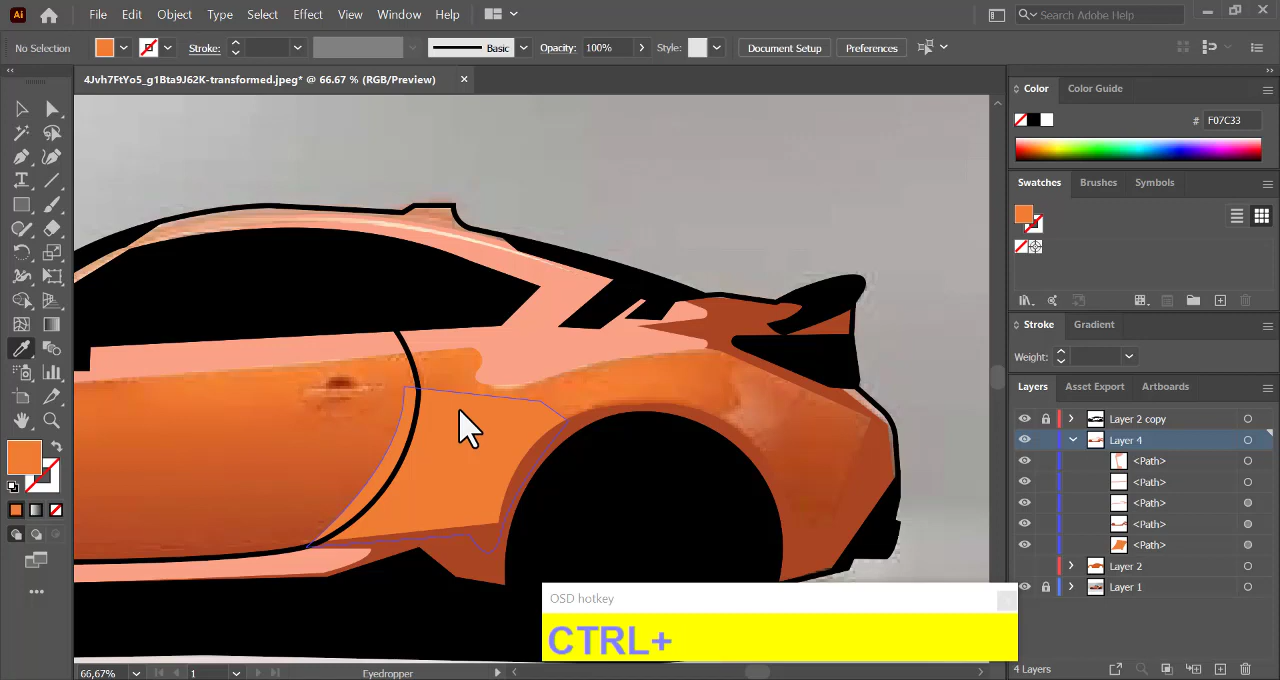 Ai File Edit Object Type Select Effect View Window Help Search Adobe Help
No Selection Stroke: Basic Opacity: 100% Style: Document Setup Preferences
4Jvh7FtYo5_g1Bta9J62K-transformed.jpeg* @ 66.67 % (RGB/Preview)
Color Color Guide
# F07C33
Swatches Brushes Symbols
Stroke Gradient
Weight:
Layers Asset Export Artboards
Layer 2 copy
Layer 4
<Path>
<Path>
<Path>
<Path>
<Path>
Layer 2
Layer 1
OSD hotkey
CTRL+
66,67% 1 Eyedropper 4 Layers